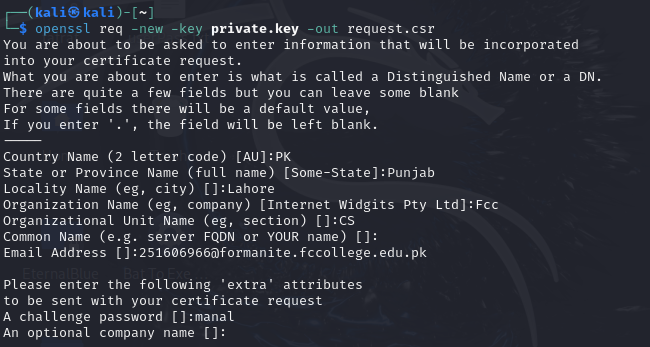 ┌──(kali㉿kali)-[~]
└─$ openssl req -new -key private.key -out request.csr
You are about to be asked to enter information that will be incorporated
into your certificate request.
What you are about to enter is what is called a Distinguished Name or a DN.
There are quite a few fields but you can leave some blank
For some fields there will be a default value,
If you enter '.', the field will be left blank.
-----
Country Name (2 letter code) [AU]:PK
State or Province Name (full name) [Some-State]:Punjab
Locality Name (eg, city) []:Lahore
Organization Name (eg, company) [Internet Widgits Pty Ltd]:Fcc
Organizational Unit Name (eg, section) []:CS
Common Name (e.g. server FQDN or YOUR name) []:
Email Address []:251606966@formanite.fccollege.edu.pk
EternalBlue Bat To Exe
Please enter the following 'extra' attributes
to be sent with your certificate request
A challenge password []:manal
An optional company name []: